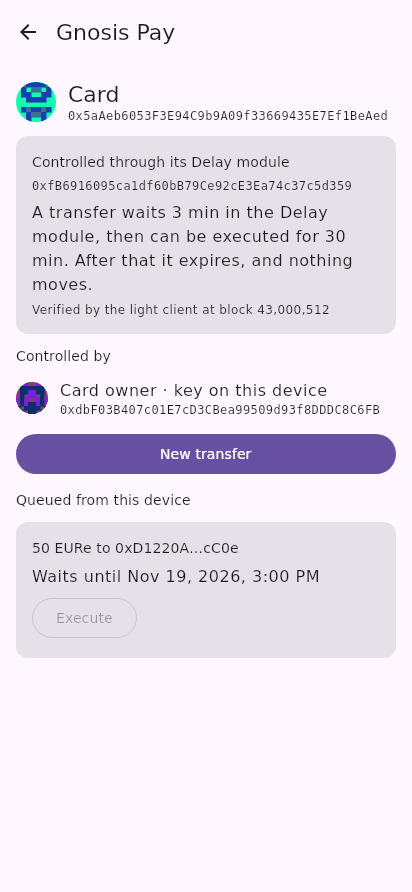 Gnosis Pay
Card
0x5aAeb6053F3E94C9b9A09f33669435E7Ef1BeAed
Controlled through its Delay module
0xfB6916095ca1df60bB79Ce92cE3Ea74c37c5d359
A transfer waits 3 min in the Delay
module, then can be executed for 30
min. After that it expires, and nothing
moves.
Verified by the light client at block 43,000,512
Controlled by
Card owner · key on this device
0xdbF03B407c01E7cD3CBea99509d93f8DDDC8C6FB
New transfer
Queued from this device
50 EURe to 0xD1220A…cC0e
Waits until Nov 19, 2026, 3:00 PM
Execute